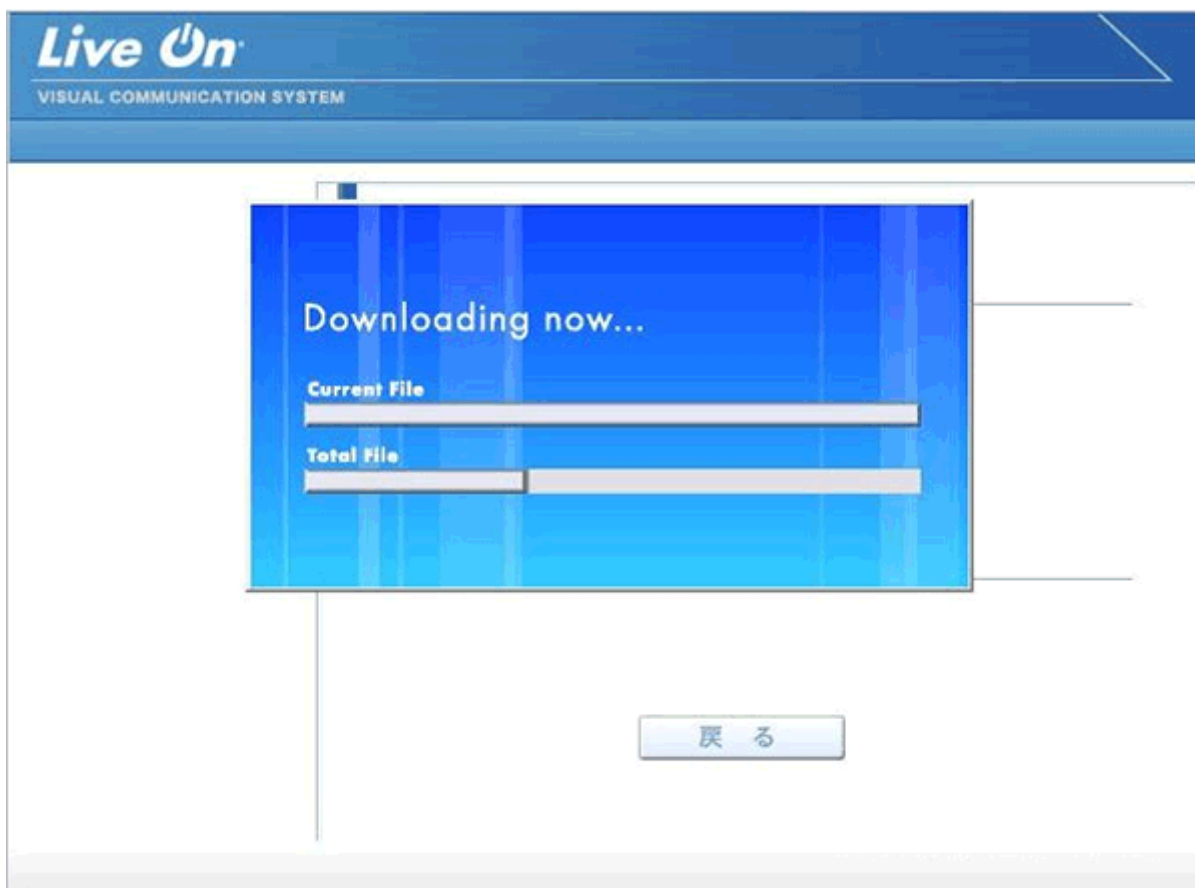 Live On
VISUAL COMMUNICATION SYSTEM
Downloading now...
Current File
Total File
戻 る